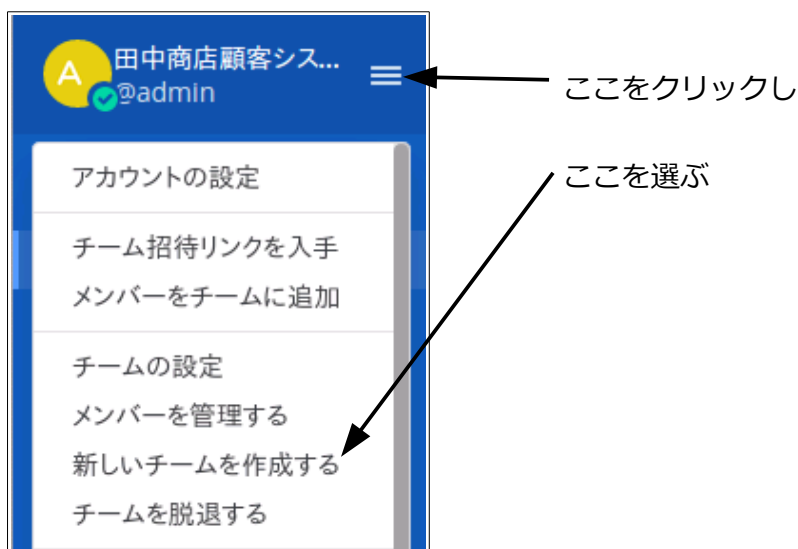 A
田中商店顧客シス...
@admin
ここをクリックし
アカウントの設定
ここを選ぶ
チーム招待リンクを入手
メンバーをチームに追加
チームの設定
メンバーを管理する
新しいチームを作成する
チームを脱退する